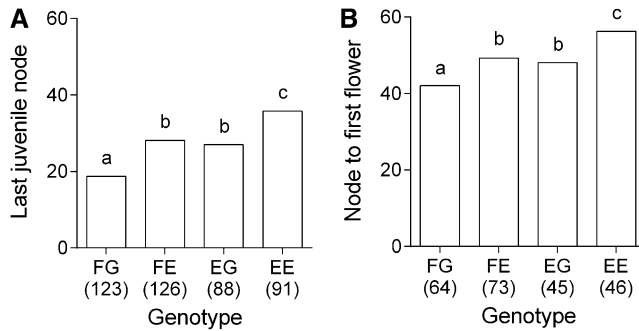 A
Last juvenile node
60
40
20
0
a
b
b
c
FG FE EG EE
(123) (126) (88) (91)
Genotype
B
Node to first flower
60
40
20
0
a
b
b
c
FG FE EG EE
(64) (73) (45) (46)
Genotype